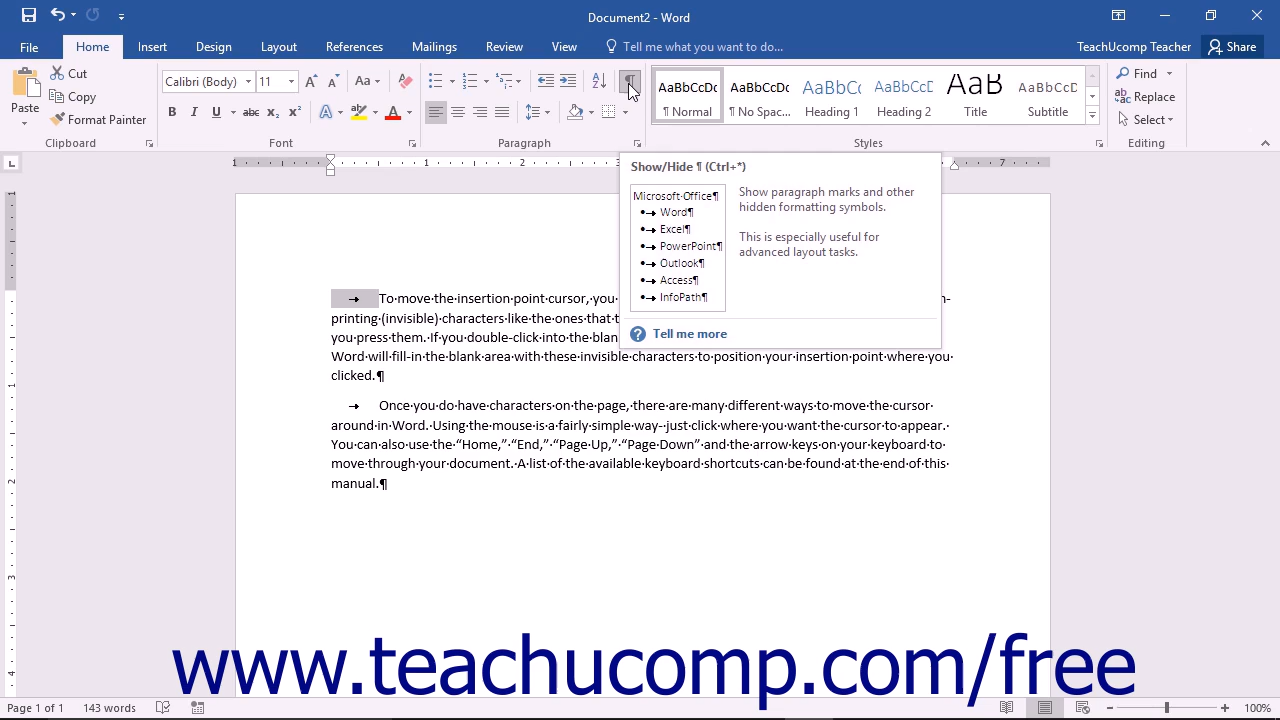 Document2 - Word
File Home Insert Design Layout References Mailings Review View Tell me what you want to do... TeachUcomp Teacher Share
Paste Cut Copy Format Painter
Clipboard
Calibri (Body) 11 Aa
B I U abc X₂ X² A A
Font
Paragraph
AaBbCcDc ¶ Normal
AaBbCcDc ¶ No Spac...
AaBbC Heading 1
AaBbCcD Heading 2
AaB Title
AaBbCcD Subtitle
Styles
Find
Replace
Select
Editing
1 1 2 3 7
Show/Hide ¶ (Ctrl+*)
Microsoft·Office¶
•→ Word¶
•→ Excel¶
•→ PowerPoint¶
•→ Outlook¶
•→ Access¶
•→ InfoPath¶
Show paragraph marks and other
hidden formatting symbols.
This is especially useful for
advanced layout tasks.
? Tell me more
→ To·move·the·insertion·point·cursor,·you·
printing·(invisible)·characters·like·the·ones·that·
you·press·them.·If·you·double-click·into·the·blan
Word·will·fill-in·the·blank·area·with·these·invisible·characters·to·position·your·insertion·point·where·you·
clicked.¶
→ Once·you·do·have·characters·on·the·page,·there·are·many·different·ways·to·move·the·cursor·
around·in·Word.·Using·the·mouse·is·a·fairly·simple·way--just·click·where·you·want·the·cursor·to·appear.·
You·can·also·use·the·“Home,”·“End,”·“Page·Up,”·“Page·Down”·and·the·arrow·keys·on·your·keyboard·to·
move·through·your·document.·A·list·of·the·available·keyboard·shortcuts·can·be·found·at·the·end·of·this·
manual.¶
www.teachucomp.com/free
Page 1 of 1 143 words 100%